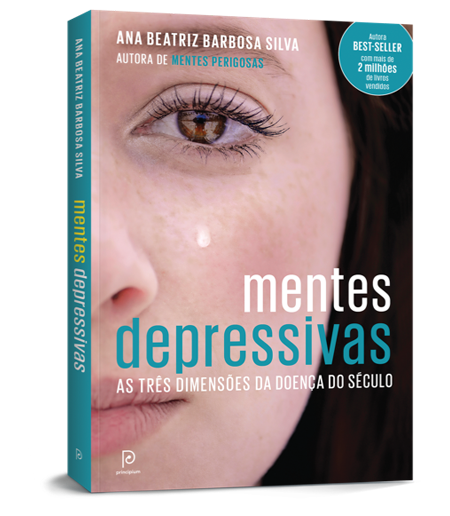 ANA BEATRIZ BARBOSA SILVA
AUTORA DE MENTES PERIGOSAS
Autora
BEST-SELLER
com mais de
2 milhões
de livros
vendidos
mentes
depressivas
AS TRÊS DIMENSÕES DA DOENÇA DO SÉCULO
principium
ANA BEATRIZ BARBOSA SILVA
mentes depressivas